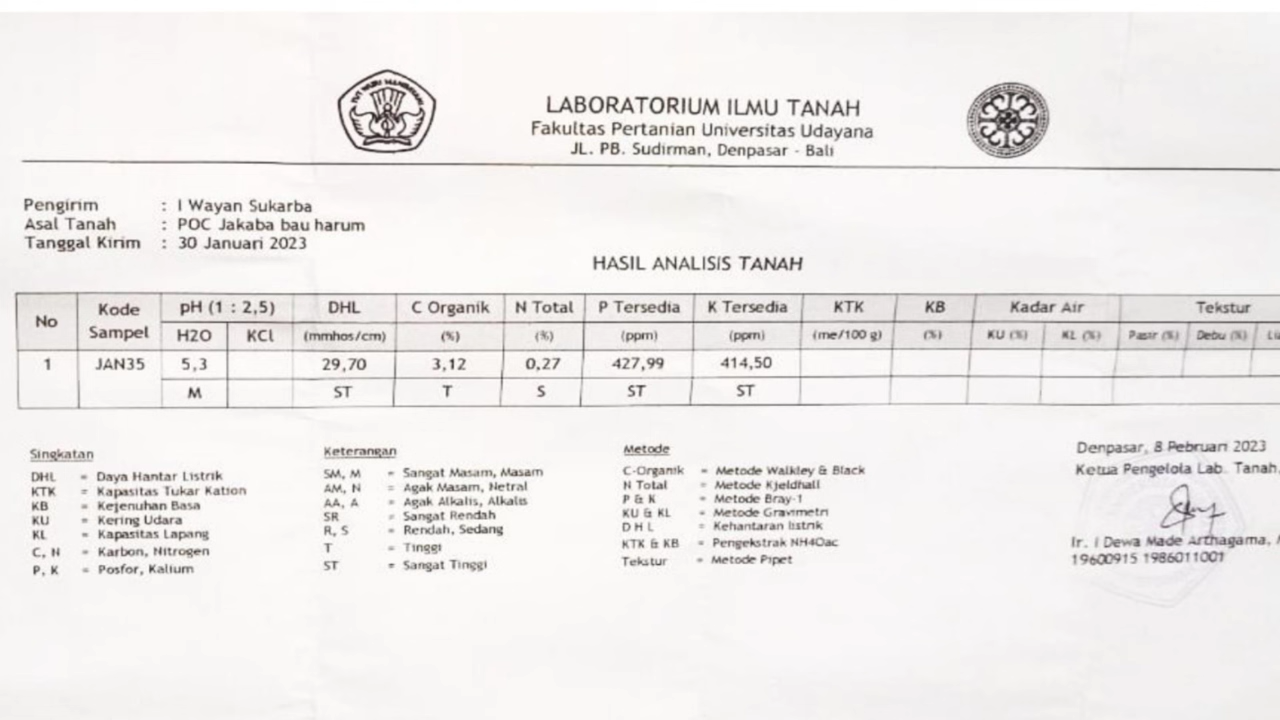 LABORATORIUM ILMU TANAH
Fakultas Pertanian Universitas Udayana
JL. PB. Sudirman, Denpasar - Bali
Pengirim : I Wayan Sukarba
Asal Tanah : POC Jakaba bau harum
Tanggal Kirim : 30 Januari 2023
HASIL ANALISIS TANAH
No Kode Sampel pH (1 : 2,5) DHL C Organik N Total P Tersedia K Tersedia KTK KB Kadar Air Tekstur
H2O KCl (mmhos/cm) (%) (%) (ppm) (ppm) (me/100 g) (%) KU (%) KL (%) Pasir (%) Debu (%)
1 JAN35 5,3 29,70 3,12 0,27 427,99 414,50
M ST T S ST ST
Singkatan
DHL = Daya Hantar Listrik
KTK = Kapasitas Tukar Kation
KB = Kejenuhan Basa
KU = Kering Udara
KL = Kapasitas Lapang
C, N = Karbon, Nitrogen
P, K = Posfor, Kalium
Keterangan
SM, M = Sangat Masam, Masam
AM, N = Agak Masam, Netral
AA, A = Agak Alkalis, Alkalis
SR = Sangat Rendah
R, S = Rendah, Sedang
T = Tinggi
ST = Sangat Tinggi
Metode
C-Organik = Metode Walkley & Black
N Total = Metode Kjeldhall
P & K = Metode Bray-1
KU & KL = Metode Gravimetri
D H L = Kehantaran listrik
KTK & KB = Pengekstrak NH4Oac
Tekstur = Metode Pipet
Denpasar, 8 Pebruari 2023
Ketua Pengelola Lab. Tanah,
Ir. I Dewa Made Arthagama,
19600915 1986011001